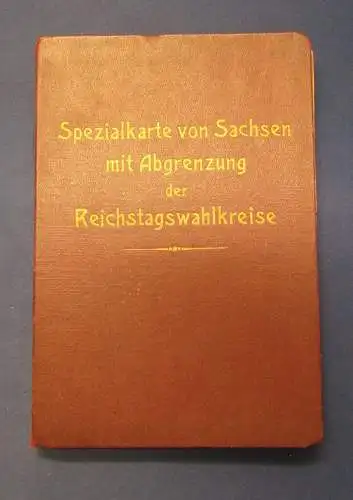 Spezialkarte von Sachsen
mit Abgrenzung
der
Reichstagswahlkreise